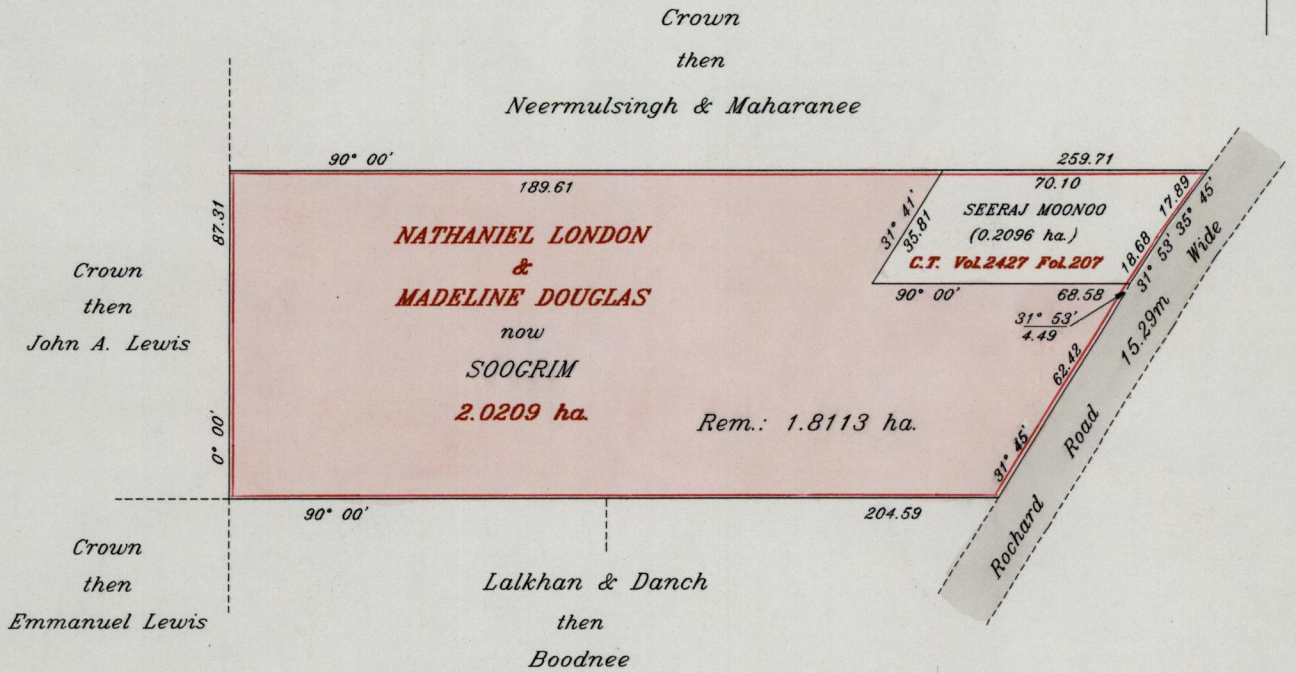 Crown
then
Neermulsingh & Maharanee
90° 00'
259.71
189.61
70.10
87.31
31° 41'
35.81
SEERAJ MOONOO
(0.2096 ha.)
C.T. Vol.2427 Fol.207
17.89
35° 45'
18.68
31° 53'
Wide
NATHANIEL LONDON
&
MADELINE DOUGLAS
now
SOOGRIM
2.0209 ha.
Crown
then
John A. Lewis
90° 00'
68.58
31° 53'
4.49
15.29m
62.42
Rem.: 1.8113 ha.
0° 00'
31° 45'
Road
Rochard
90° 00'
204.59
Crown
then
Emmanuel Lewis
Lalkhan & Danch
then
Boodnee